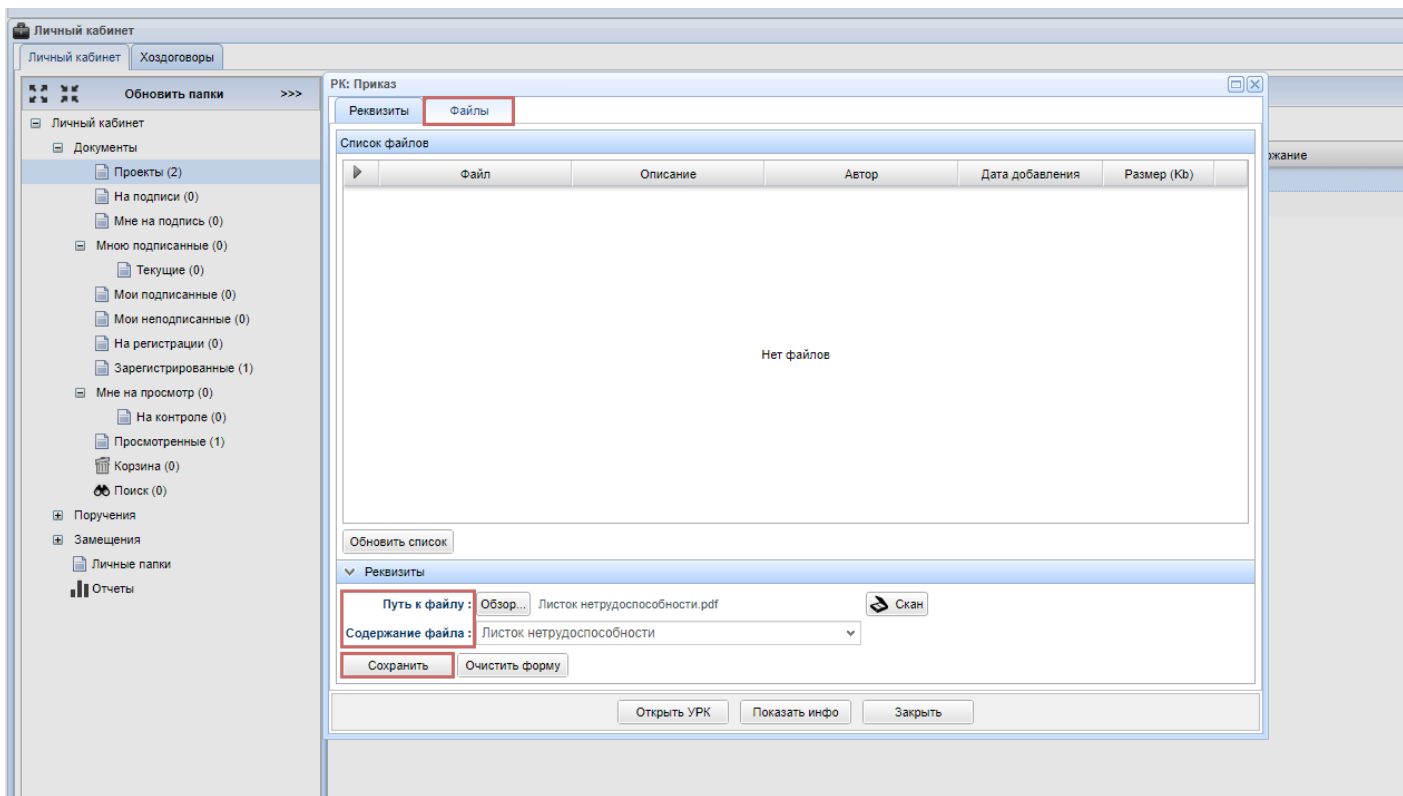 Личный кабинет
Личный кабинет Хоздоговоры
Обновить папки >>>
Личный кабинет
Документы
Проекты (2)
На подписи (0)
Мне на подпись (0)
Мною подписанные (0)
Текущие (0)
Мои подписанные (0)
Мои неподписанные (0)
На регистрации (0)
Зарегистрированные (1)
Мне на просмотр (0)
На контроле (0)
Просмотренные (1)
Корзина (0)
Поиск (0)
Поручения
Замещения
Личные папки
Отчеты
РК: Приказ
Реквизиты Файлы
Список файлов
Файл Описание Автор Дата добавления Размер (Kb)
Нет файлов
Обновить список
Реквизиты
Путь к файлу : Обзор... Листок нетрудоспособности.pdf Скан
Содержание файла : Листок нетрудоспособности
Сохранить Очистить форму
Открыть УРК Показать инфо Закрыть
ржание